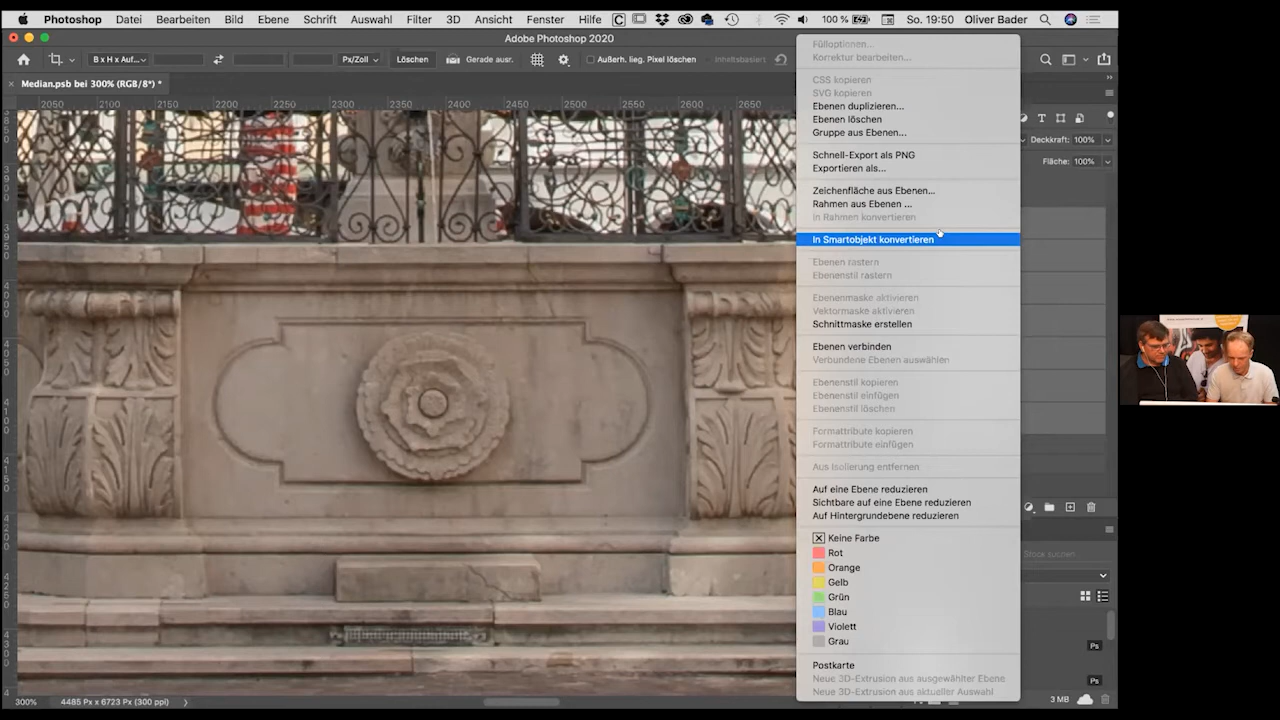 Photoshop Datei Bearbeiten Bild Ebene Schrift Auswahl Filter 3D Ansicht Fenster Hilfe 100 % So. 19:50 Oliver Bader
Adobe Photoshop 2020
B x H x Auf... Px/Zoll Löschen Gerade ausr. Außerh. lieg. Pixel löschen Inhaltsbasiert
Median.psb bei 300% (RGB/8*) *
2050 2100 2150 2200 2250 2300 2350 2400 2450 2500 2550 2600 2650
Fülloptionen...
Korrektur bearbeiten...
CSS kopieren
SVG kopieren
Ebenen duplizieren...
Ebenen löschen
Gruppe aus Ebenen...
Schnell-Export als PNG
Exportieren als...
Zeichenfläche aus Ebenen...
Rahmen aus Ebenen ...
In Rahmen konvertieren
In Smartobjekt konvertieren
Ebenen rastern
Ebenenstil rastern
Ebenenmaske aktivieren
Vektormaske aktivieren
Schnittmaske erstellen
Ebenen verbinden
Verbundene Ebenen auswählen
Ebenenstil kopieren
Ebenenstil einfügen
Ebenenstil löschen
Formattribute kopieren
Formattribute einfügen
Aus Isolierung entfernen
Auf eine Ebene reduzieren
Sichtbare auf eine Ebene reduzieren
Auf Hintergrundebene reduzieren
Keine Farbe
Rot
Orange
Gelb
Grün
Blau
Violett
Grau
Postkarte
Neue 3D-Extrusion aus ausgewählter Ebene
Neue 3D-Extrusion aus aktueller Auswahl
Deckkraft: 100%
Fläche: 100%
Stock suchen
Ps
Ps
3 MB
300% 4485 Px x 6723 Px (300 ppi)